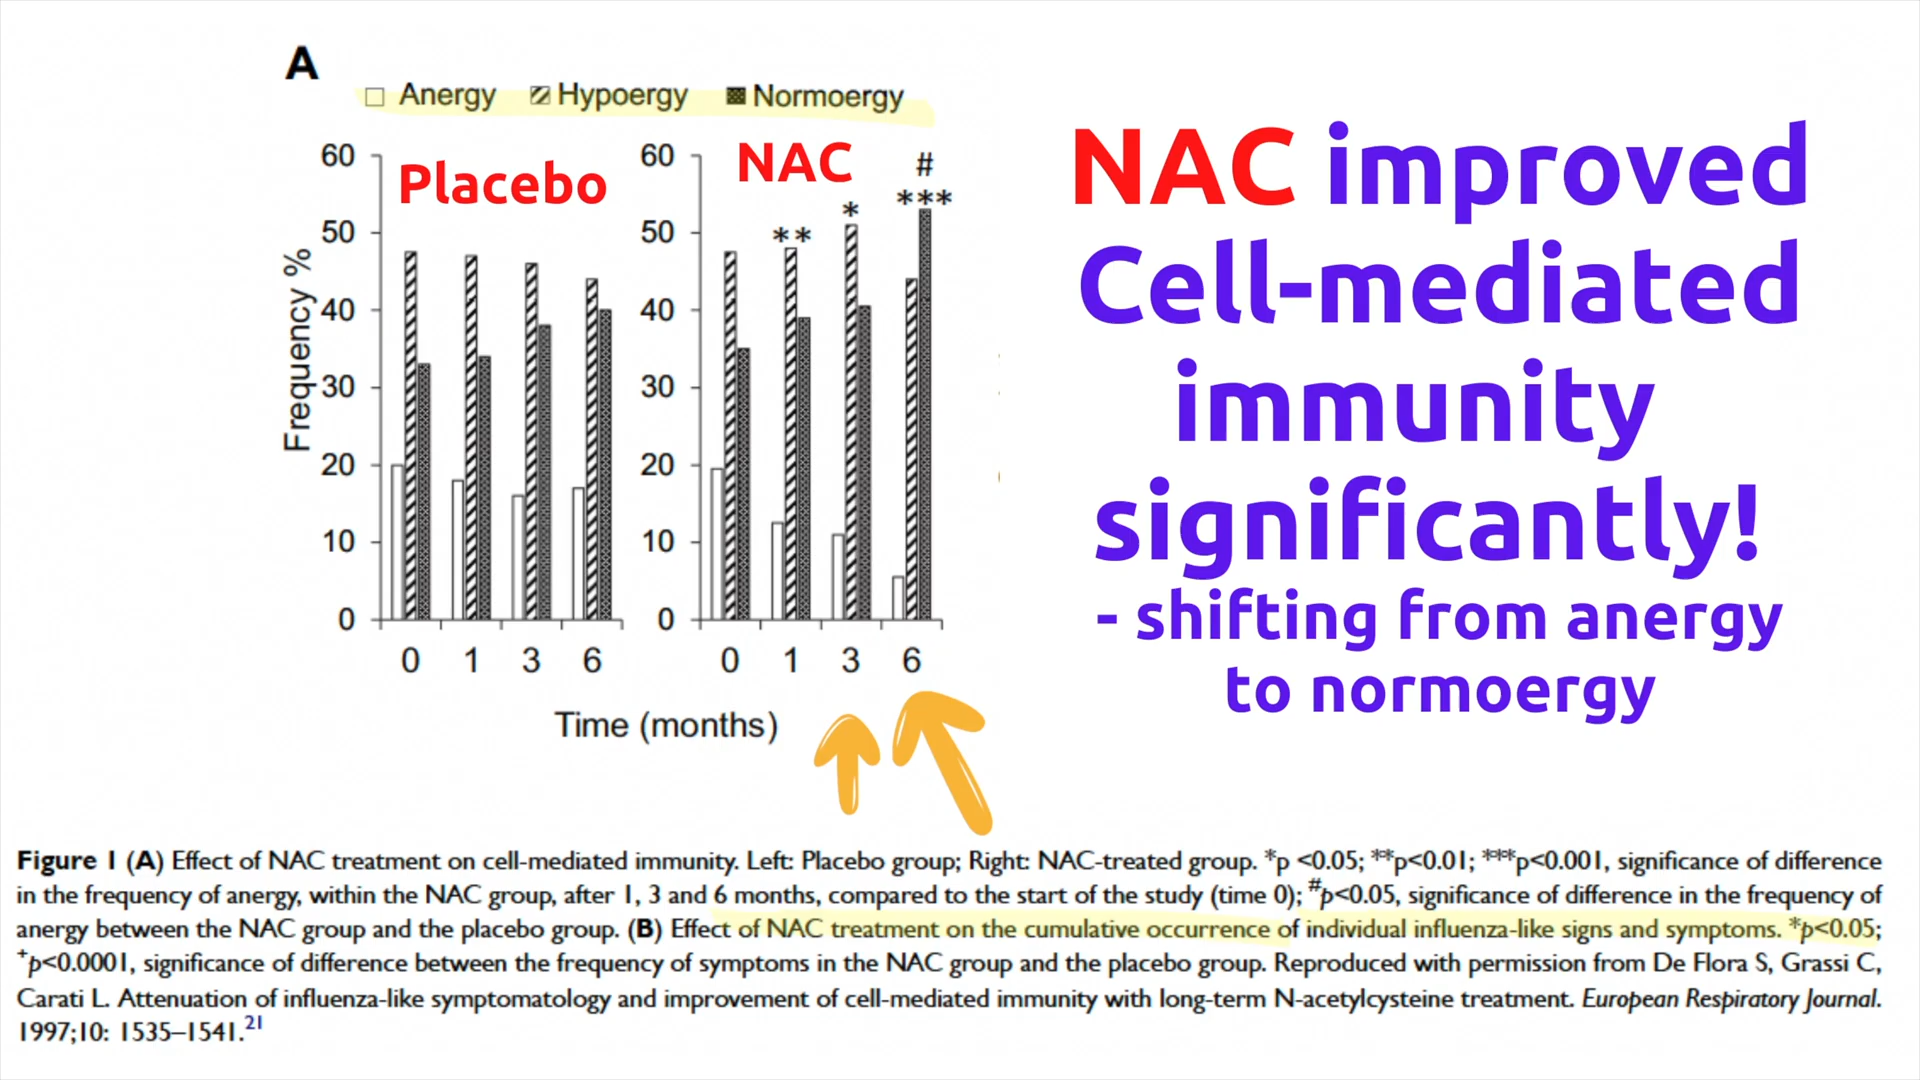 A
Anergy Hypoergy Normoergy
Placebo
NAC
Frequency %
60
50
40
30
20
10
0
0 1 3 6
60
50
40
30
20
10
0
**
*
#
***
0 1 3 6
Time (months)
NAC improved
Cell-mediated
immunity
significantly!
- shifting from anergy
to normoergy
Figure 1 (A) Effect of NAC treatment on cell-mediated immunity. Left: Placebo group; Right: NAC-treated group. *p <0.05; **p<0.01; ***p<0.001, significance of difference
in the frequency of anergy, within the NAC group, after 1, 3 and 6 months, compared to the start of the study (time 0); #p<0.05, significance of difference in the frequency of
anergy between the NAC group and the placebo group. (B) Effect of NAC treatment on the cumulative occurrence of individual influenza-like signs and symptoms. *p<0.05;
+p<0.0001, significance of difference between the frequency of symptoms in the NAC group and the placebo group. Reproduced with permission from De Flora S, Grassi C,
Carati L. Attenuation of influenza-like symptomatology and improvement of cell-mediated immunity with long-term N-acetylcysteine treatment. European Respiratory Journal.
1997;10: 1535–1541.21